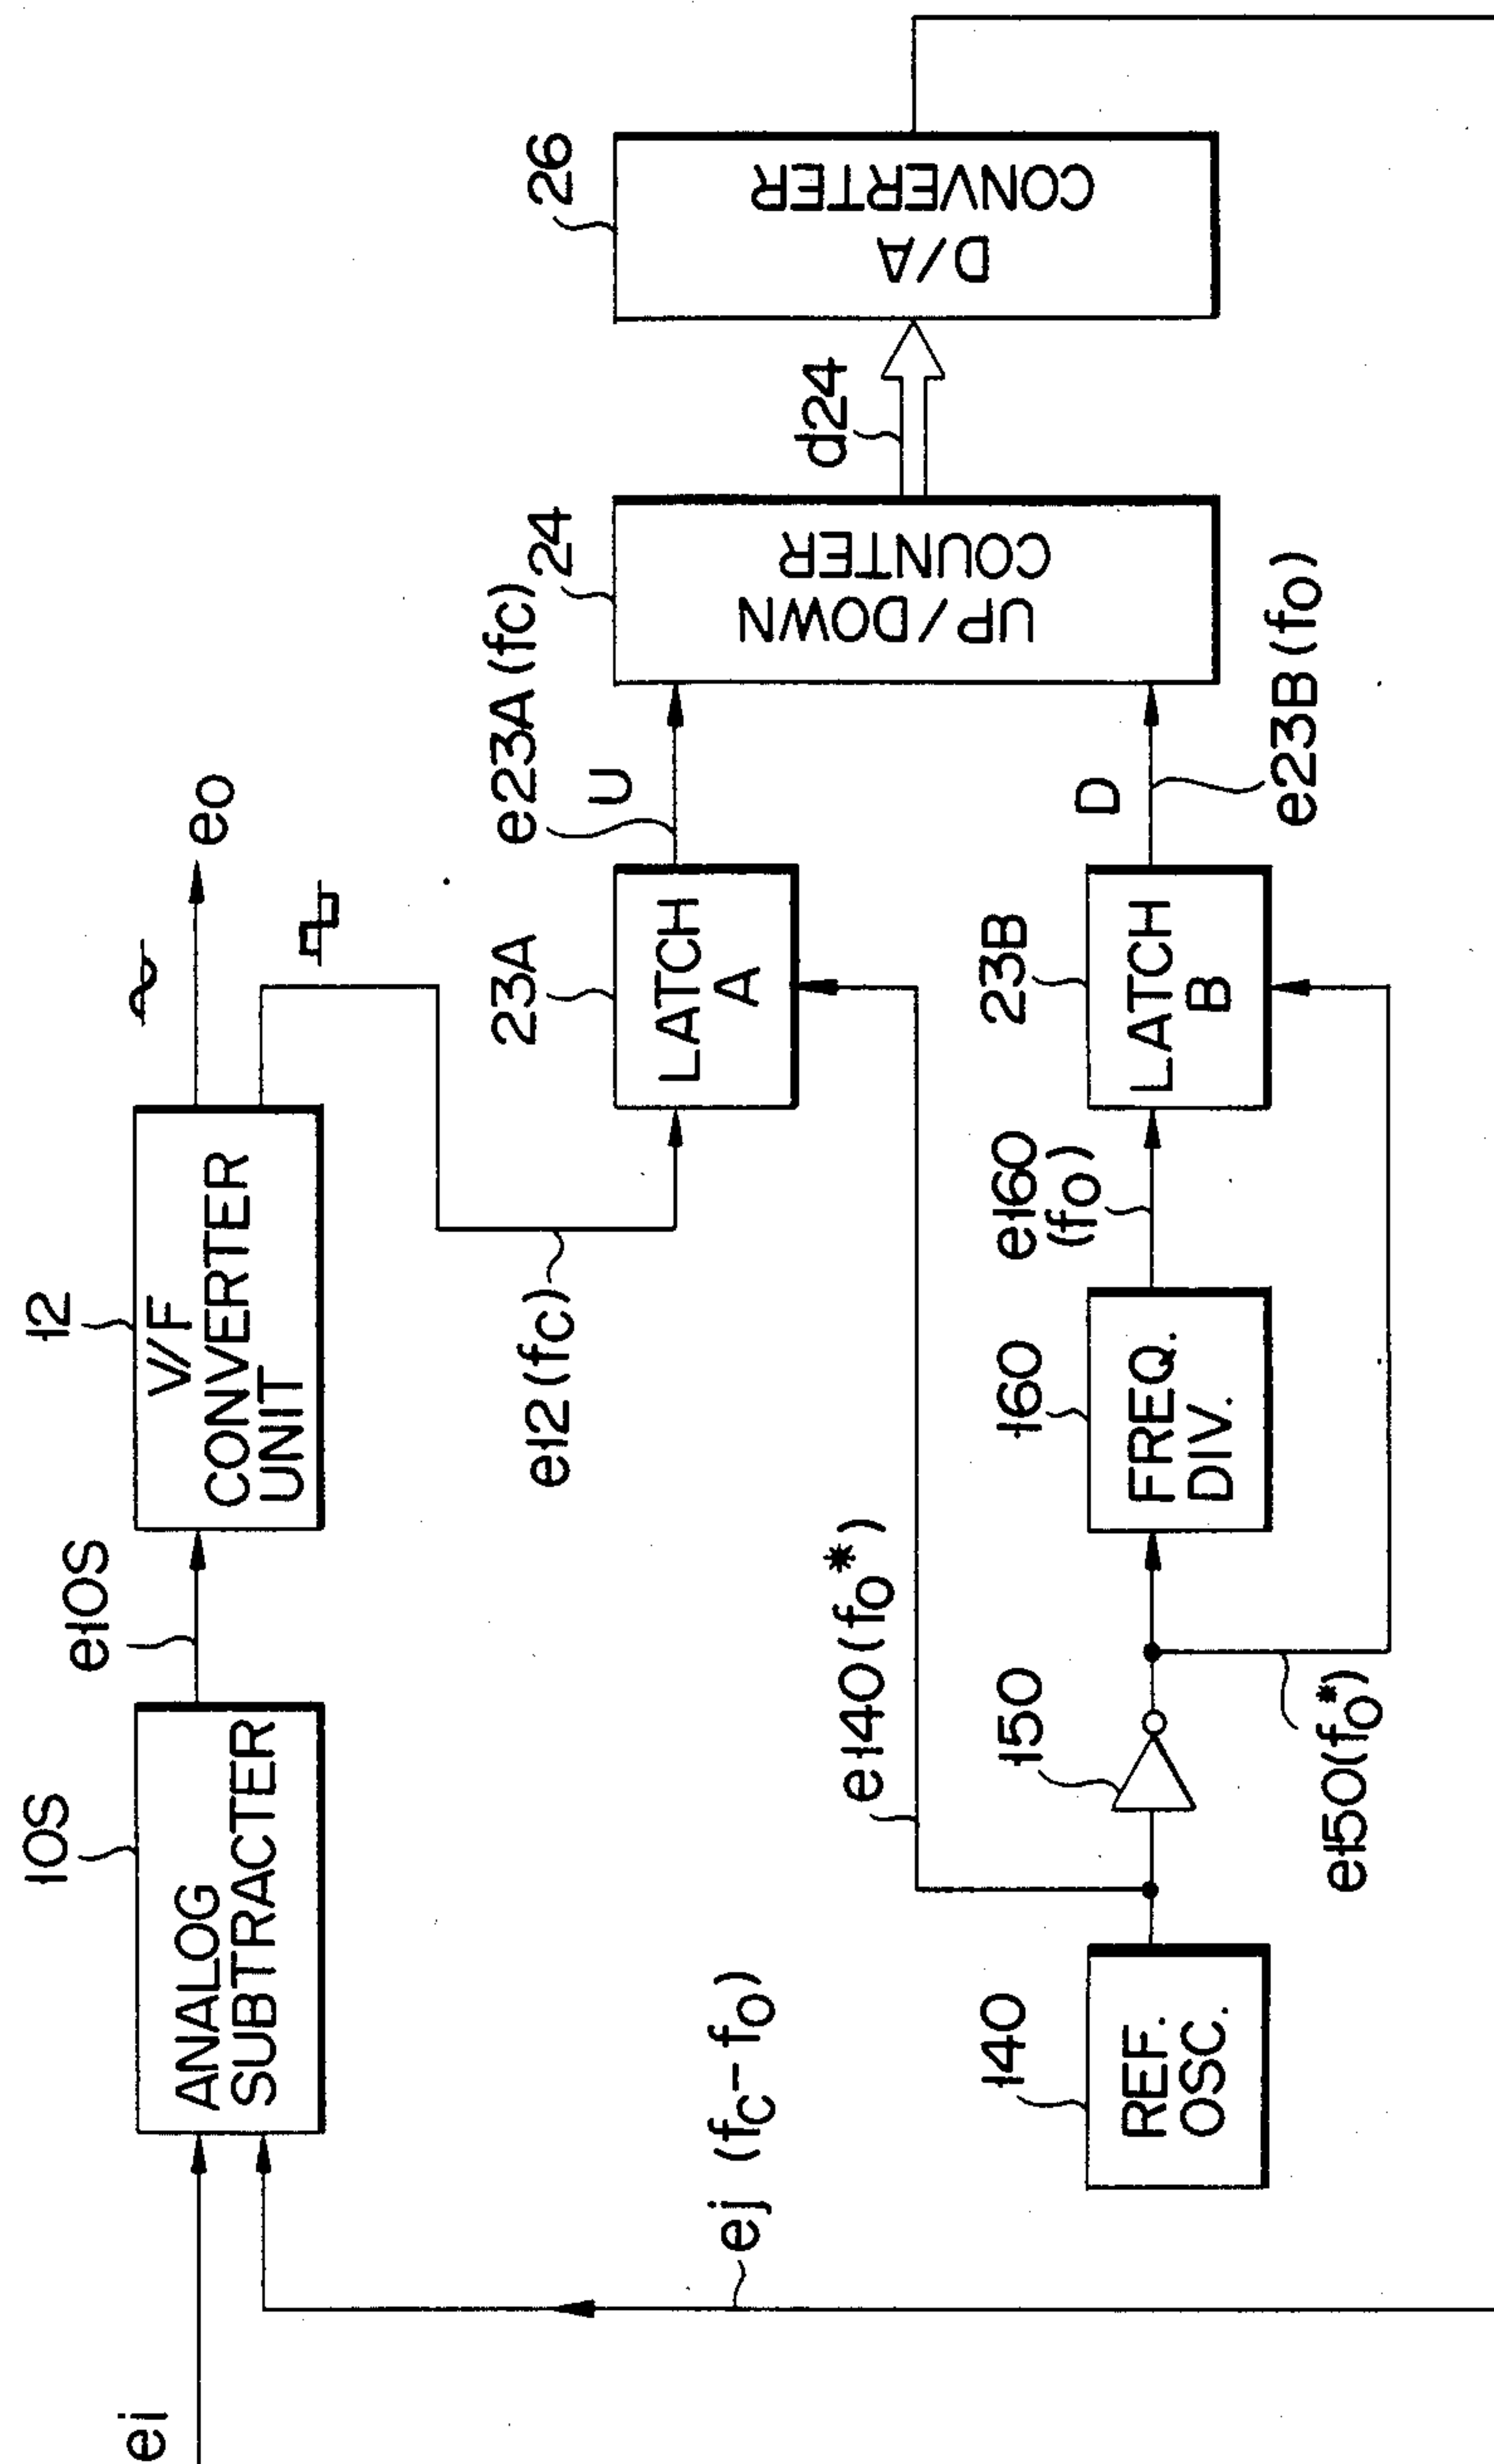 ei
10S
ANALOG
SUBTRACTER
e10S
12
V/F
CONVERTER
UNIT
eo
e12(fc)
ej (fc-fo)
e140(fo*)
23A
LATCH
A
e23A(fc)
U
24
UP/DOWN
COUNTER
d24
26
D/A
CONVERTER
140
REF.
OSC.
150
e150(fo*)
160
FREQ.
DIV.
e160
(fo)
23B
LATCH
B
D
e23B(fo)